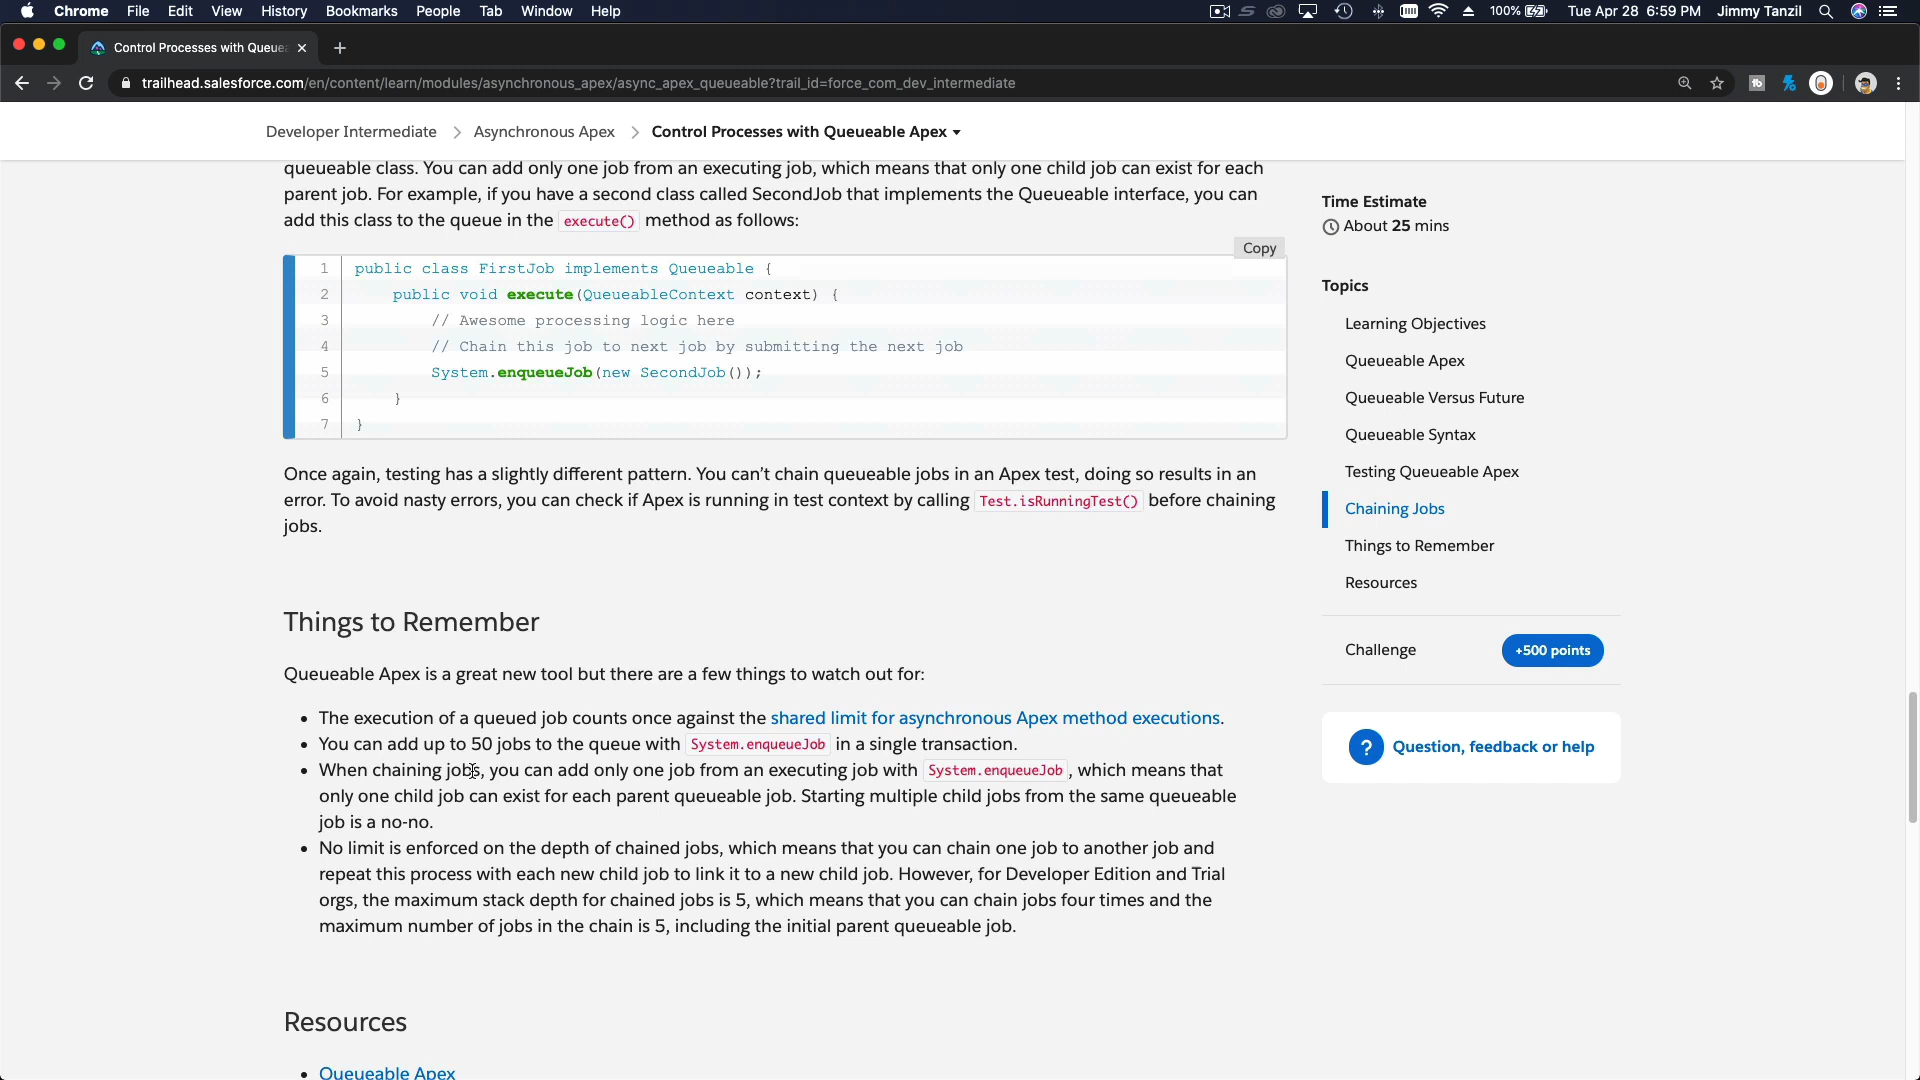 Chrome File Edit View History Bookmarks People Tab Window Help 100% Tue Apr 28 6:59 PM Jimmy Tanzil
Control Processes with Queuea
trailhead.salesforce.com/en/content/learn/modules/asynchronous_apex/async_apex_queueable?trail_id=force_com_dev_intermediate
Developer Intermediate > Asynchronous Apex > Control Processes with Queueable Apex
queueable class. You can add only one job from an executing job, which means that only one child job can exist for each
parent job. For example, if you have a second class called SecondJob that implements the Queueable interface, you can
add this class to the queue in the execute() method as follows:
Copy
1 public class FirstJob implements Queueable {
2 public void execute(QueueableContext context) {
3 // Awesome processing logic here
4 // Chain this job to next job by submitting the next job
5 System.enqueueJob(new SecondJob());
6 }
7 }
Once again, testing has a slightly different pattern. You can’t chain queueable jobs in an Apex test, doing so results in an
error. To avoid nasty errors, you can check if Apex is running in test context by calling Test.isRunningTest() before chaining
jobs.
Things to Remember
Queueable Apex is a great new tool but there are a few things to watch out for:
• The execution of a queued job counts once against the shared limit for asynchronous Apex method executions.
• You can add up to 50 jobs to the queue with System.enqueueJob in a single transaction.
• When chaining jobs, you can add only one job from an executing job with System.enqueueJob, which means that
only one child job can exist for each parent queueable job. Starting multiple child jobs from the same queueable
job is a no-no.
• No limit is enforced on the depth of chained jobs, which means that you can chain one job to another job and
repeat this process with each new child job to link it to a new child job. However, for Developer Edition and Trial
orgs, the maximum stack depth for chained jobs is 5, which means that you can chain jobs four times and the
maximum number of jobs in the chain is 5, including the initial parent queueable job.
Resources
• Queueable Apex
Time Estimate
About 25 mins
Topics
Learning Objectives
Queueable Apex
Queueable Versus Future
Queueable Syntax
Testing Queueable Apex
Chaining Jobs
Things to Remember
Resources
Challenge +500 points
? Question, feedback or help